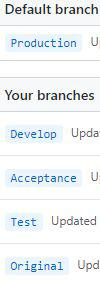 Default branch
Production
Your branches
Develop
Acceptance
Test Updated
Original